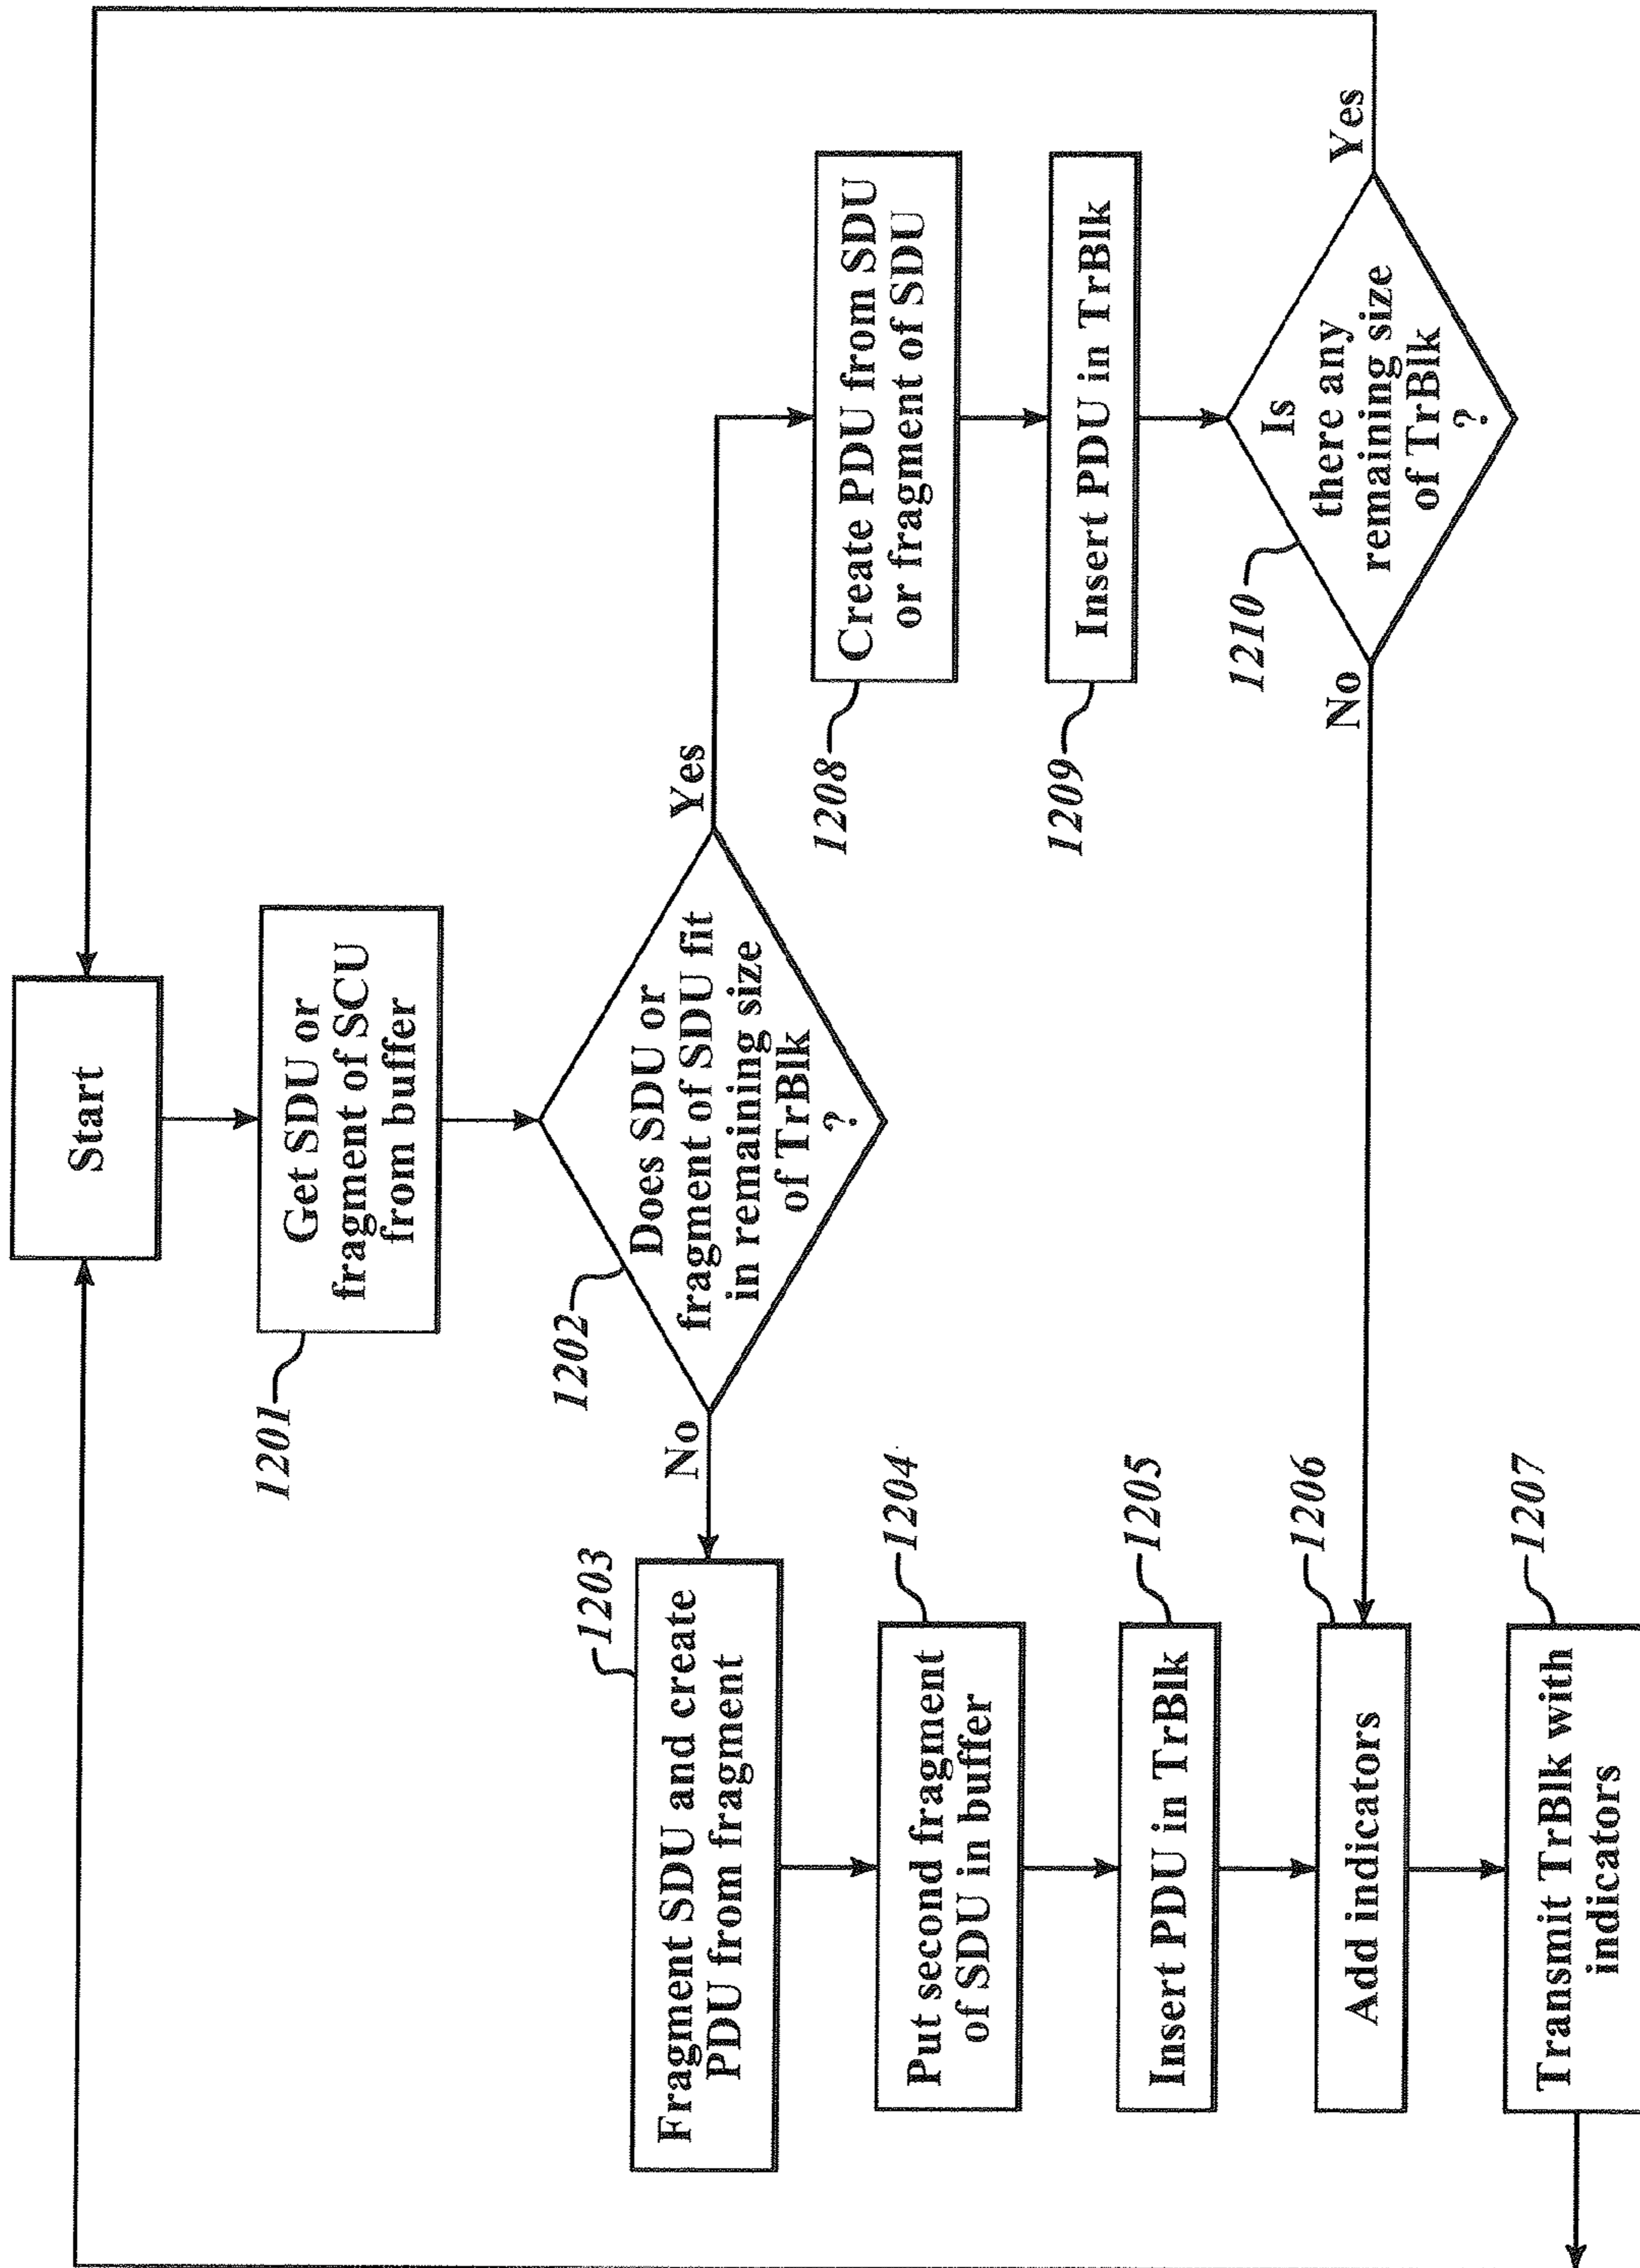 Start
Get SDU or
fragment of SCU
from buffer
1201
Does SDU or
fragment of SDU fit
in remaining size
of TrBlk
?
1202
No
Yes
Fragment SDU and create
PDU from fragment
1203
Put second fragment
of SDU in buffer
1204
Insert PDU in TrBlk
1205
Add indicators
1206
Transmit TrBlk with
indicators
1207
Create PDU from SDU
or fragment of SDU
1208
Insert PDU in TrBlk
1209
Is
there any
remaining size
of TrBlk
?
1210
No
Yes